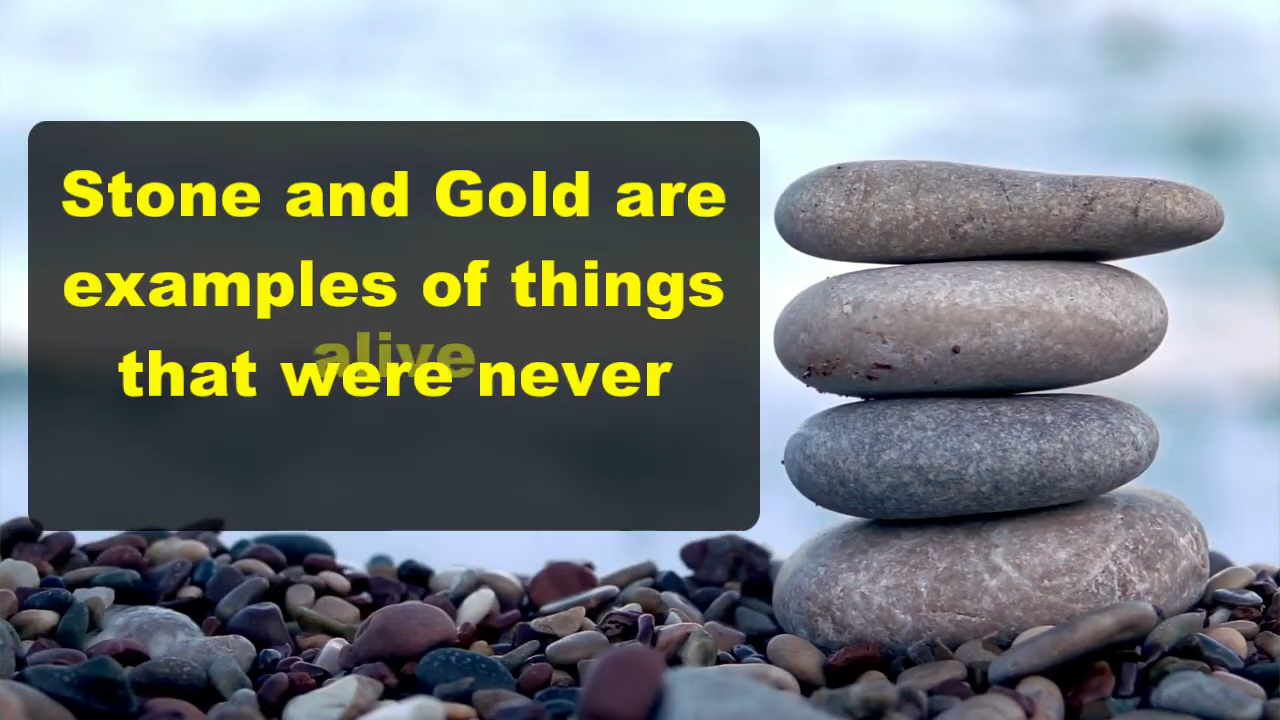 Stone and Gold are
examples of things
that were never
alive